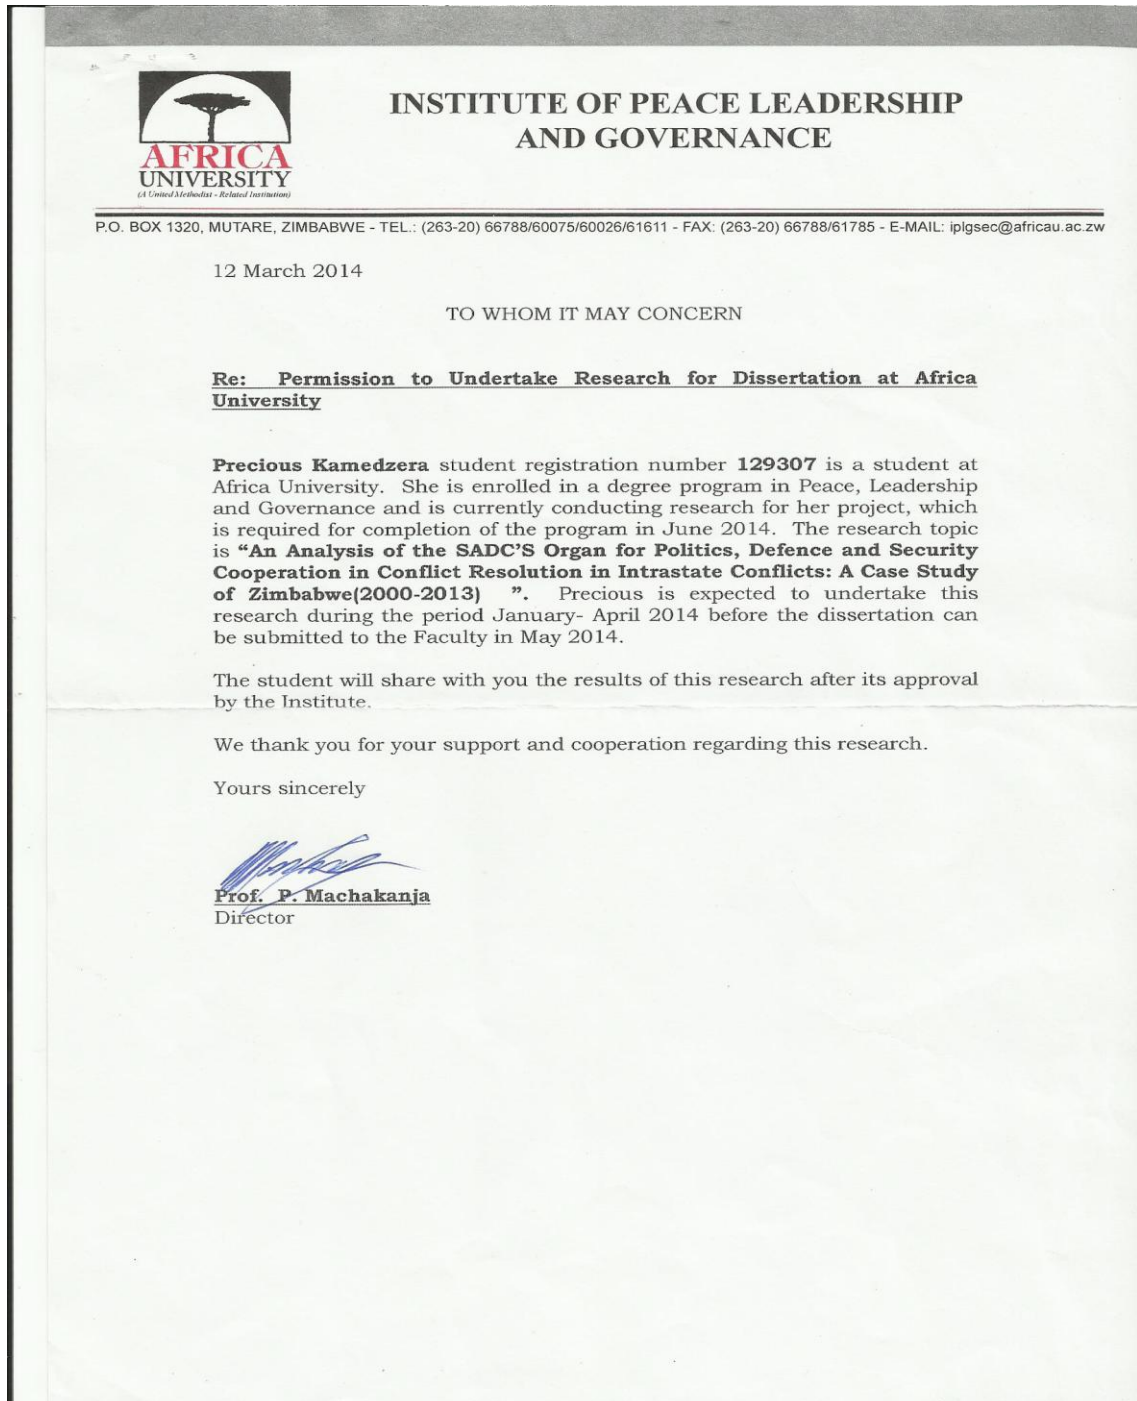 INSTITUTE OF PEACE LEADERSHIP
AND GOVERNANCE
AFRICA
UNIVERSITY
(A United Methodist - Related Institution)
P.O. BOX 1320, MUTARE, ZIMBABWE - TEL.: (263-20) 66788/60075/60026/61611 - FAX: (263-20) 66788/61785 - E-MAIL: iplgsec@africau.ac.zw
12 March 2014
TO WHOM IT MAY CONCERN
Re: Permission to Undertake Research for Dissertation at Africa
University
Precious Kamedzera student registration number 129307 is a student at
Africa University. She is enrolled in a degree program in Peace, Leadership
and Governance and is currently conducting research for her project, which
is required for completion of the program in June 2014. The research topic
is “An Analysis of the SADC’S Organ for Politics, Defence and Security
Cooperation in Conflict Resolution in Intrastate Conflicts: A Case Study
of Zimbabwe(2000-2013) ”. Precious is expected to undertake this
research during the period January- April 2014 before the dissertation can
be submitted to the Faculty in May 2014.
The student will share with you the results of this research after its approval
by the Institute.
We thank you for your support and cooperation regarding this research.
Yours sincerely
Prof. P. Machakanja
Director